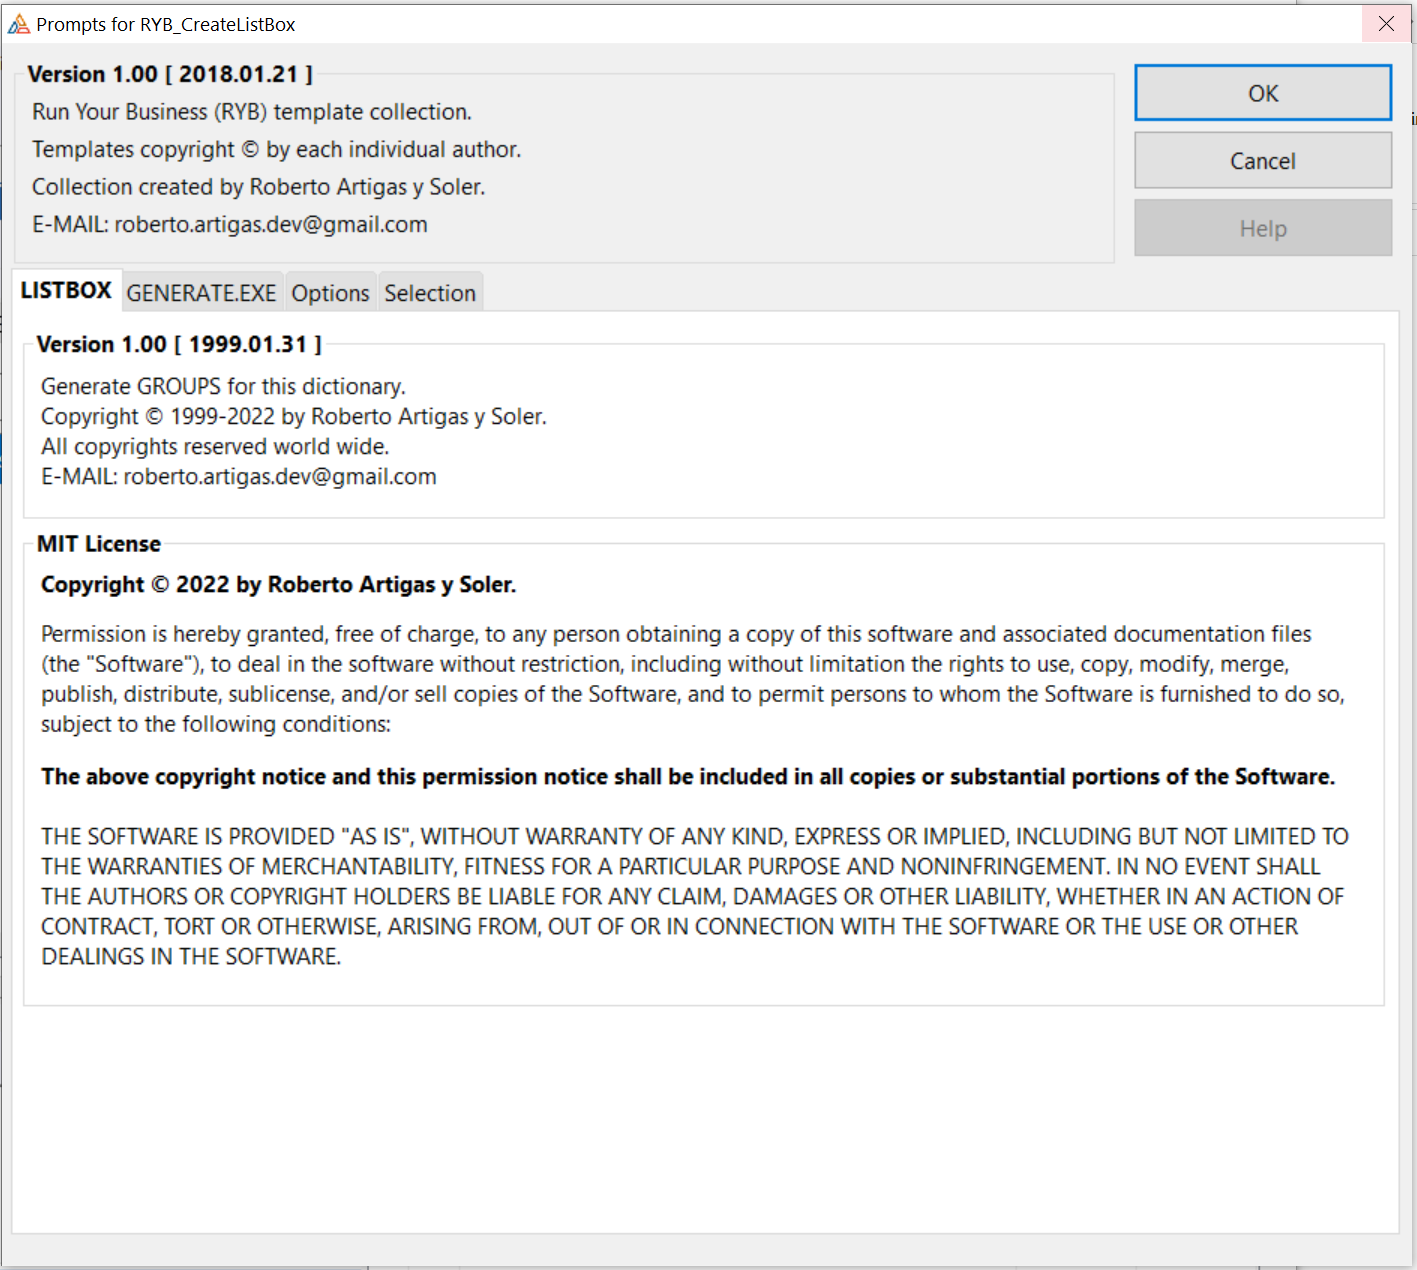 Prompts for RYB_CreateListBox
Version 1.00 [ 2018.01.21 ]
Run Your Business (RYB) template collection.
Templates copyright © by each individual author.
Collection created by Roberto Artigas y Soler.
E-MAIL: roberto.artigas.dev@gmail.com
OK
Cancel
Help
LISTBOX GENERATE.EXE Options Selection
Version 1.00 [ 1999.01.31 ]
Generate GROUPS for this dictionary.
Copyright © 1999-2022 by Roberto Artigas y Soler.
All copyrights reserved world wide.
E-MAIL: roberto.artigas.dev@gmail.com
MIT License
Copyright © 2022 by Roberto Artigas y Soler.
Permission is hereby granted, free of charge, to any person obtaining a copy of this software and associated documentation files
(the "Software"), to deal in the software without restriction, including without limitation the rights to use, copy, modify, merge,
publish, distribute, sublicense, and/or sell copies of the Software, and to permit persons to whom the Software is furnished to do so,
subject to the following conditions:
The above copyright notice and this permission notice shall be included in all copies or substantial portions of the Software.
THE SOFTWARE IS PROVIDED "AS IS", WITHOUT WARRANTY OF ANY KIND, EXPRESS OR IMPLIED, INCLUDING BUT NOT LIMITED TO
THE WARRANTIES OF MERCHANTABILITY, FITNESS FOR A PARTICULAR PURPOSE AND NONINFRINGEMENT. IN NO EVENT SHALL
THE AUTHORS OR COPYRIGHT HOLDERS BE LIABLE FOR ANY CLAIM, DAMAGES OR OTHER LIABILITY, WHETHER IN AN ACTION OF
CONTRACT, TORT OR OTHERWISE, ARISING FROM, OUT OF OR IN CONNECTION WITH THE SOFTWARE OR THE USE OR OTHER
DEALINGS IN THE SOFTWARE.